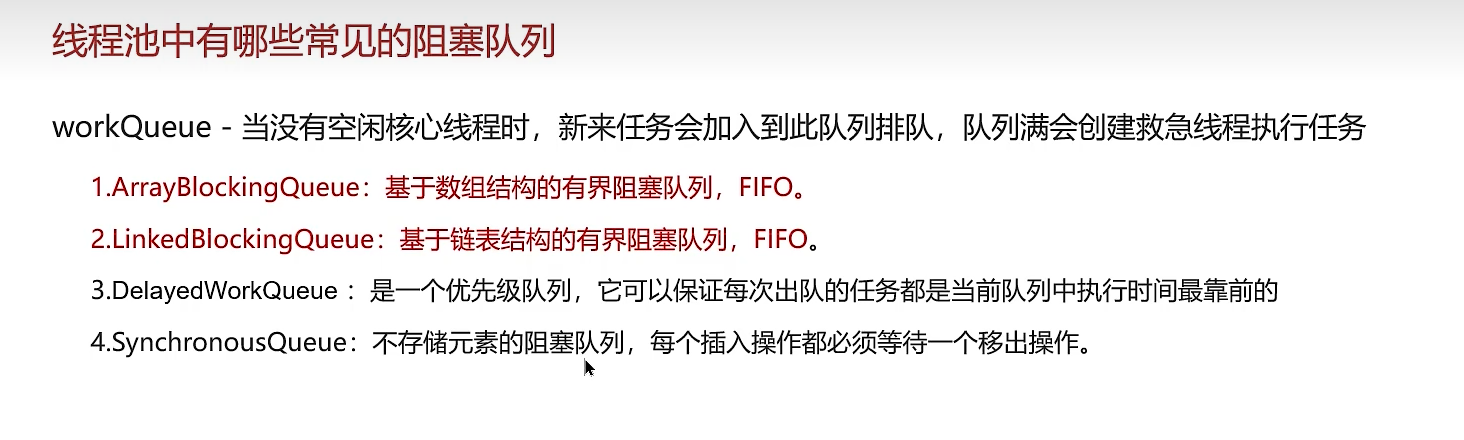 线程池中有哪些常见的阻塞队列
workQueue - 当没有空闲核心线程时，新来任务会加入到此队列排队，队列满会创建救急线程执行任务
1.ArrayBlockingQueue：基于数组结构的有界阻塞队列，FIFO。
2.LinkedBlockingQueue：基于链表结构的有界阻塞队列，FIFO。
3.DelayedWorkQueue ：是一个优先级队列，它可以保证每次出队的任务都是当前队列中执行时间最靠前的
4.SynchronousQueue：不存储元素的阻塞队列，每个插入操作都必须等待一个移出操作。